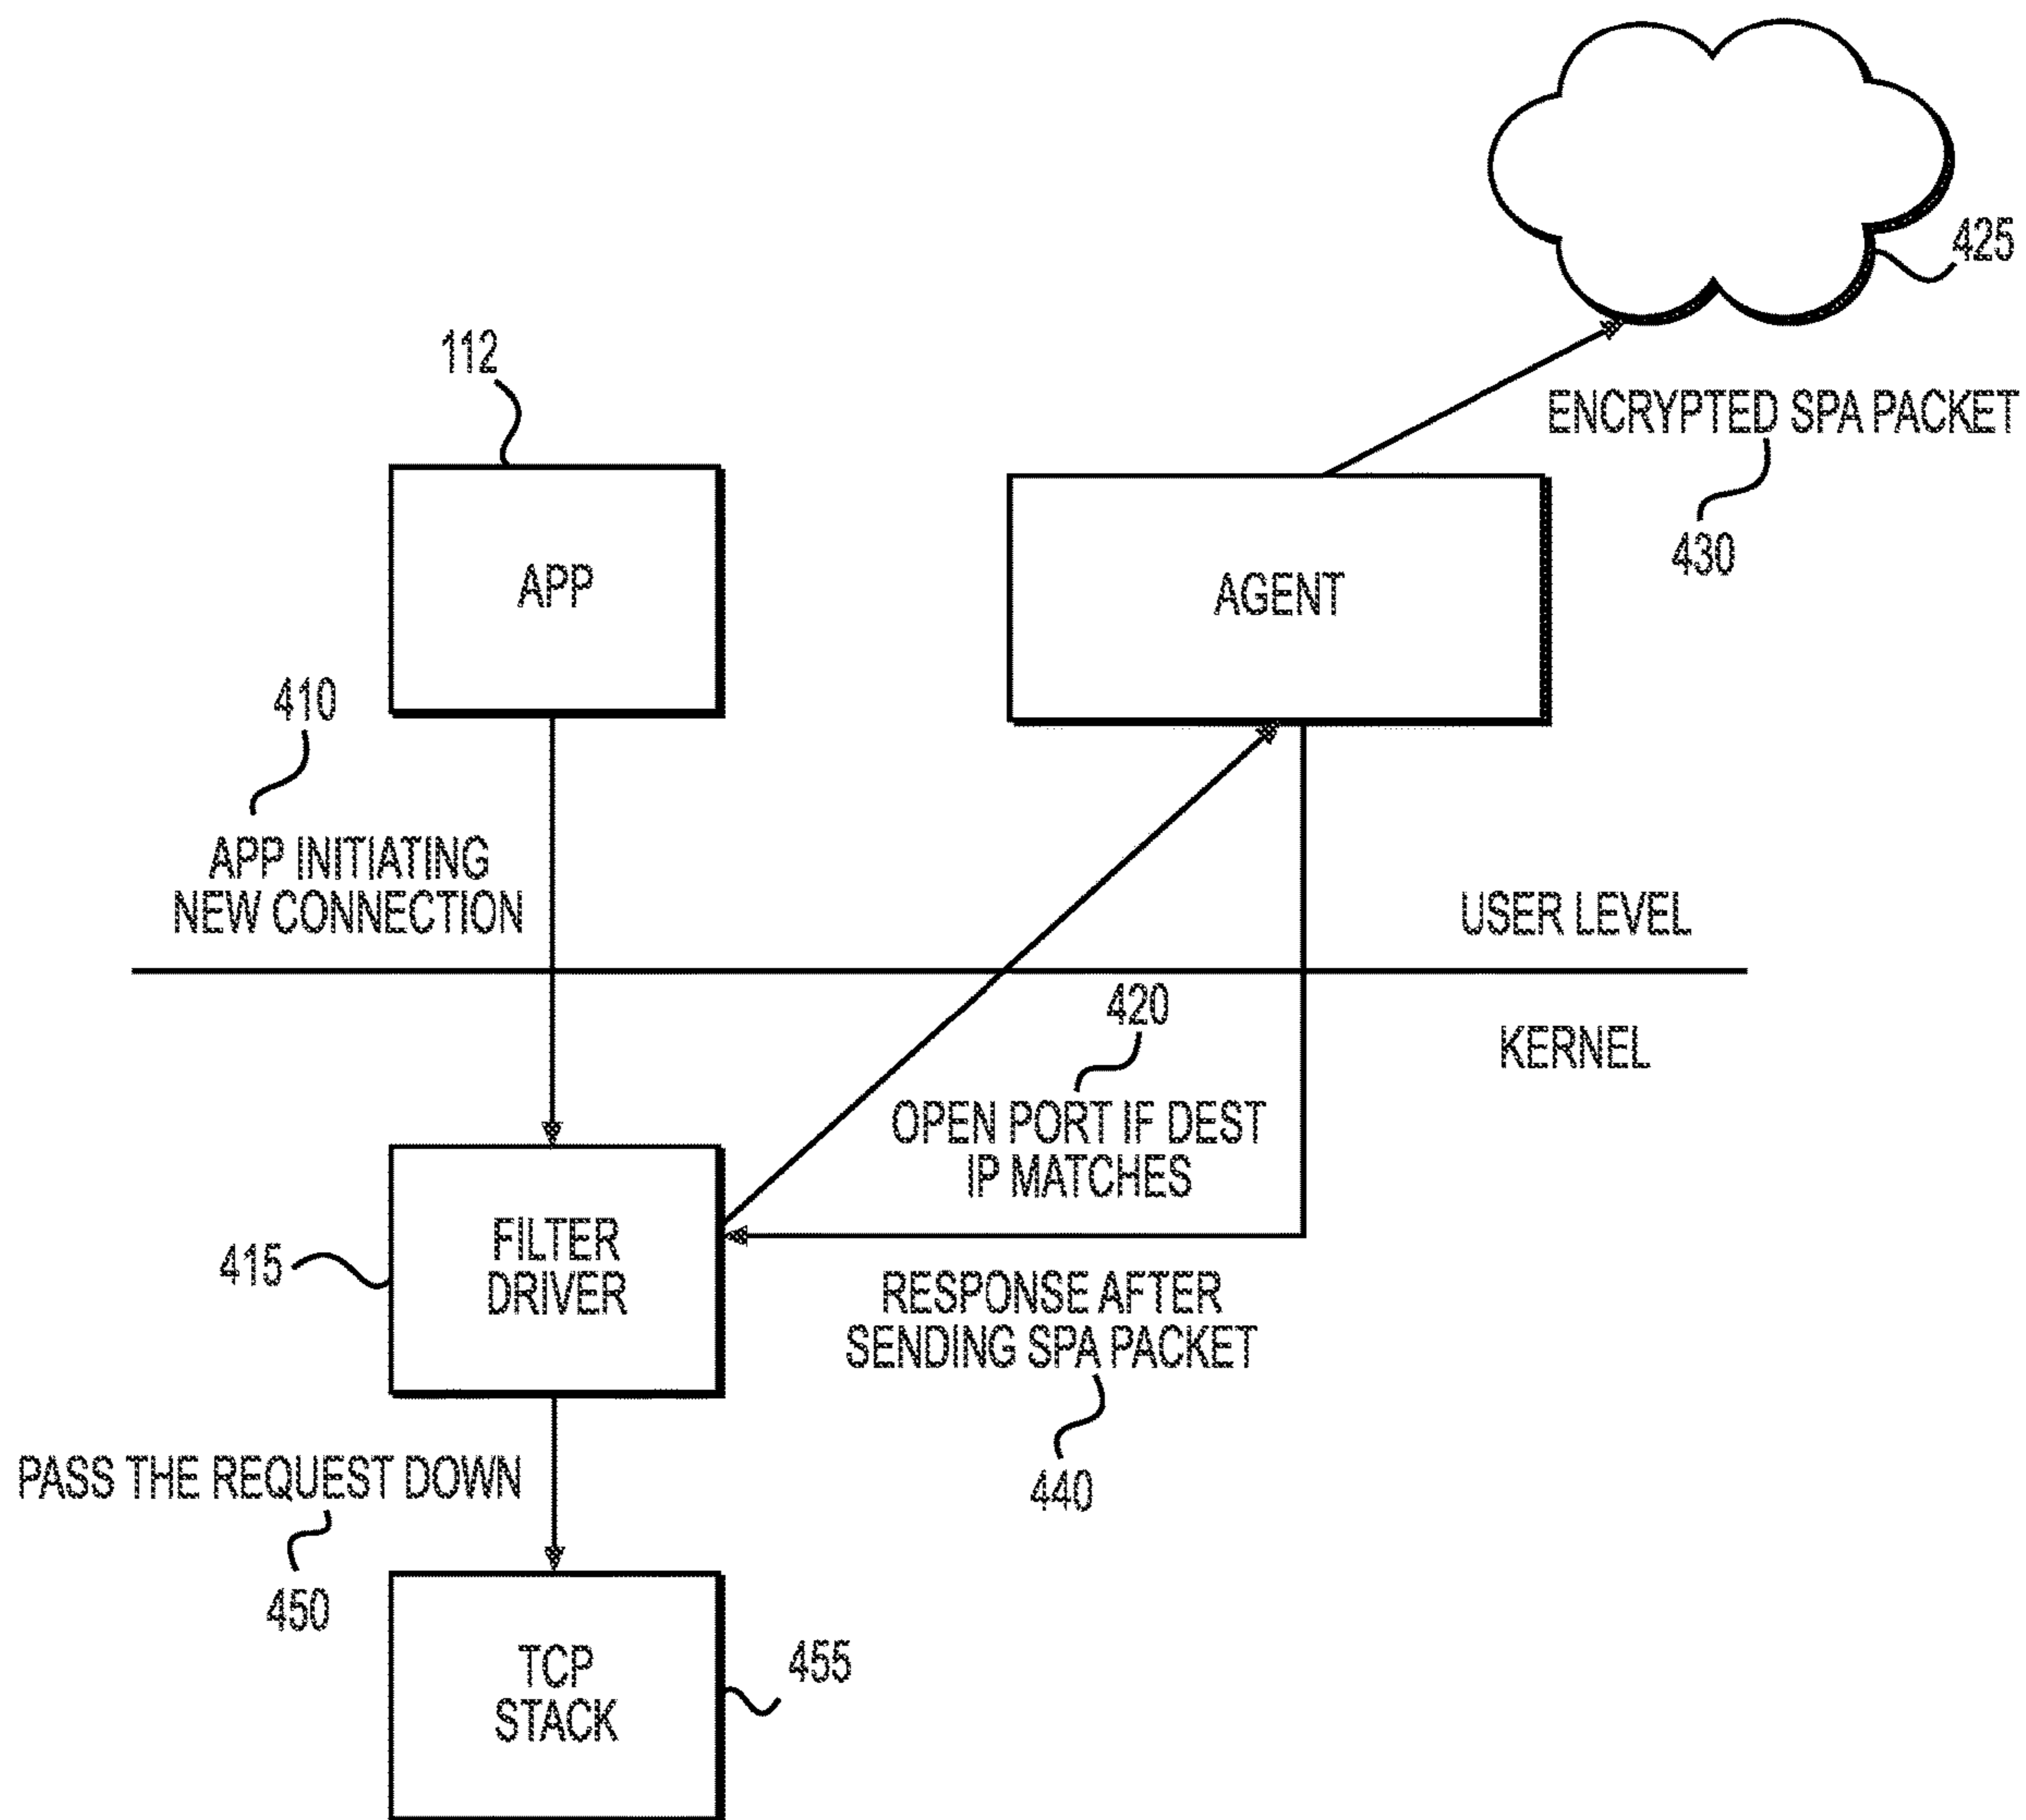 425
112
ENCRYPTED SPA PACKET
430
APP
AGENT
410
APP INITIATING
NEW CONNECTION
USER LEVEL
420
KERNEL
OPEN PORT IF DEST
IP MATCHES
415
FILTER
DRIVER
RESPONSE AFTER
SENDING SPA PACKET
440
PASS THE REQUEST DOWN
450
TCP
STACK
455